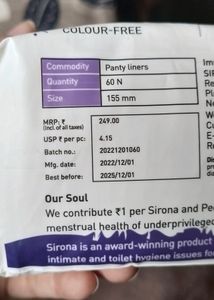 COLOUR-FREE
Commodity Panty liners
Quantity 60 N
Size 155 mm
MRP: ₹ 249.00
(Incl. of all taxes)
USP ₹ per pc: 4.15
Batch no.: 20221201060
Mfg. date: 2022/12/01
Best before: 2025/12/01
Our Soul
We contribute ₹1 per Sirona and Pe
menstrual health of underprivilege
Sirona is an award-winning product
intimate and toilet hygiene issues fo